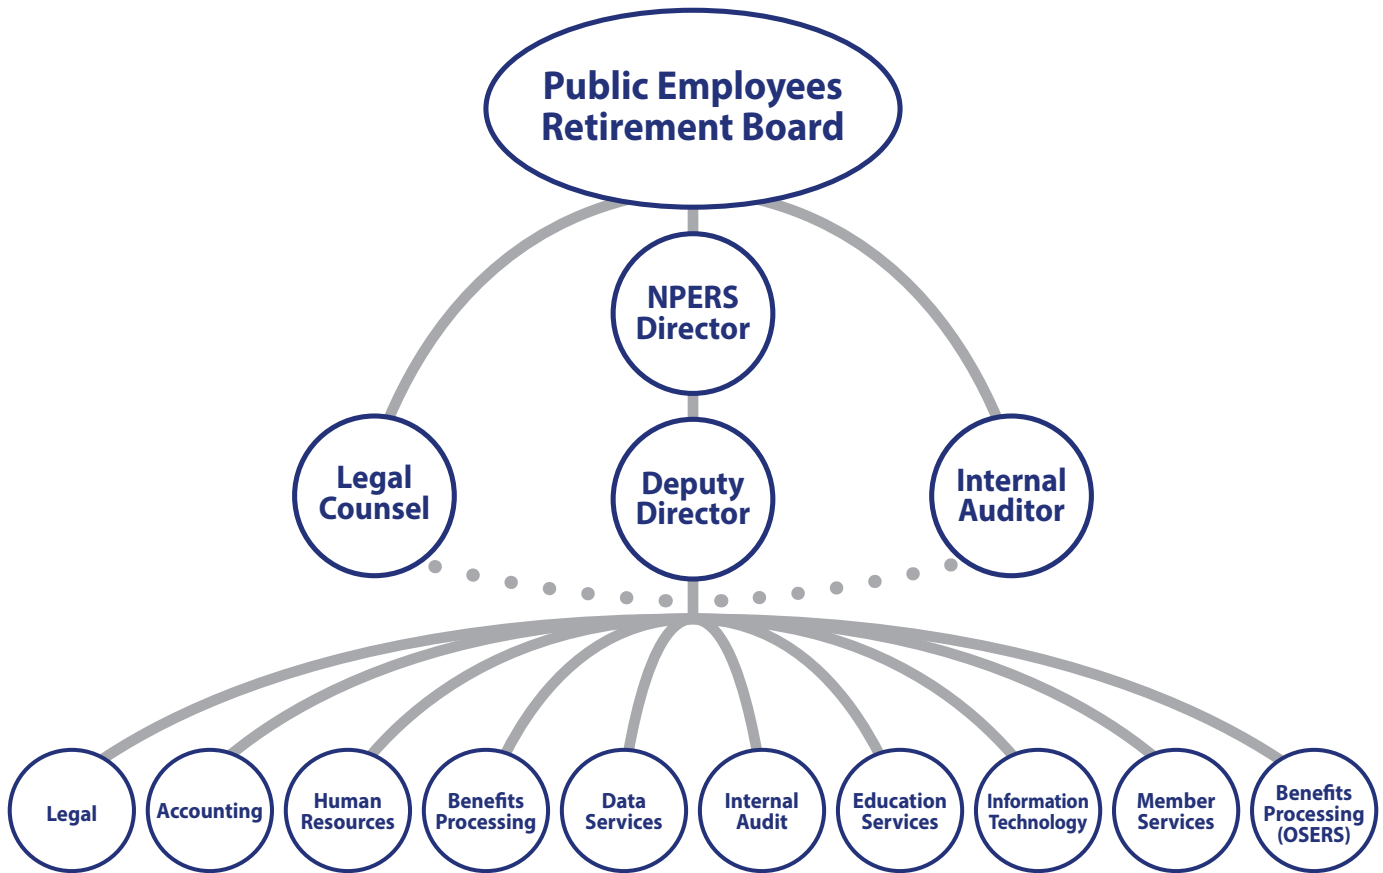 Public Employees
Retirement Board
NPERS
Director
Legal
Counsel
Deputy
Director
Internal
Auditor
Legal
Accounting
Human
Resources
Benefits
Processing
Data
Services
Internal
Audit
Education
Services
Information
Technology
Member
Services
Benefits
Processing
(OSERS)